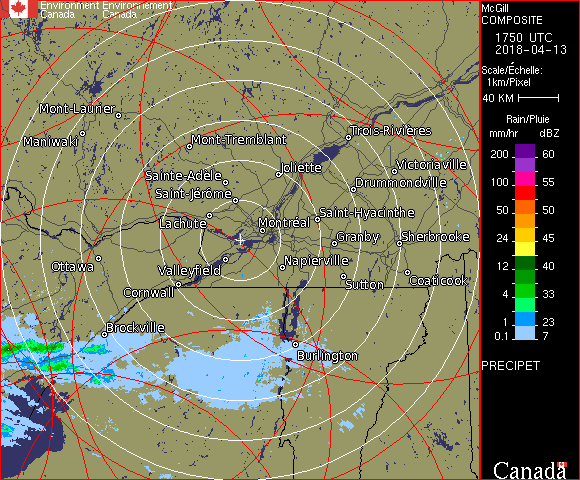 Environment Environnement
Canada Canada
McGill
COMPOSITE
1750 UTC
2018-04-13
Scale/Échelle:
1km/Pixel
40 KM
Rain/Pluie
mm/hr dBZ
200 60
100 55
50 50
24 45
12 40
4 33
1 23
0.1 7
PRECIPET
Canada
Mont-Laurier
Maniwaki
Mont-Tremblant
Trois-Rivières
Sainte-Adèle
Joliette
Victoriaville
Saint-Jérôme
Drummondville
Lachute
Montréal
Saint-Hyacinthe
Granby
Sherbrooke
Ottawa
Valleyfield
Napierville
Cornwall
Sutton
Coaticook
Brockville
Burlington